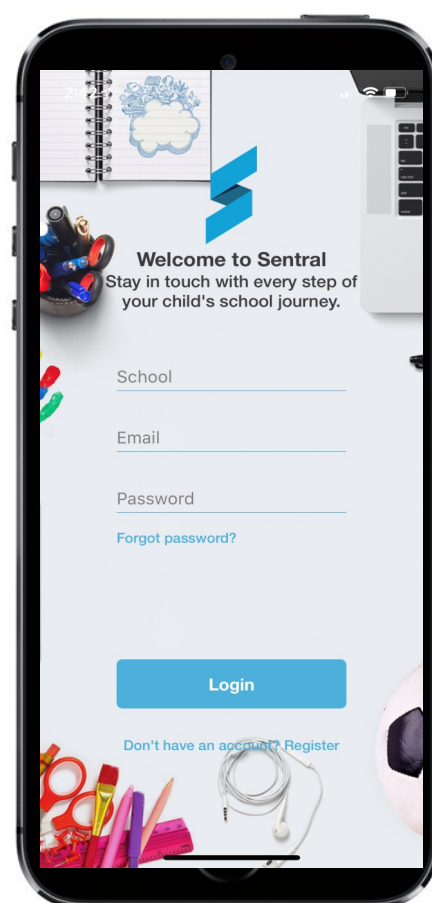 Welcome to Sentral
Stay in touch with every step of
your child's school journey.
School
Email
Password
Forgot password?
Login
Don't have an account? Register